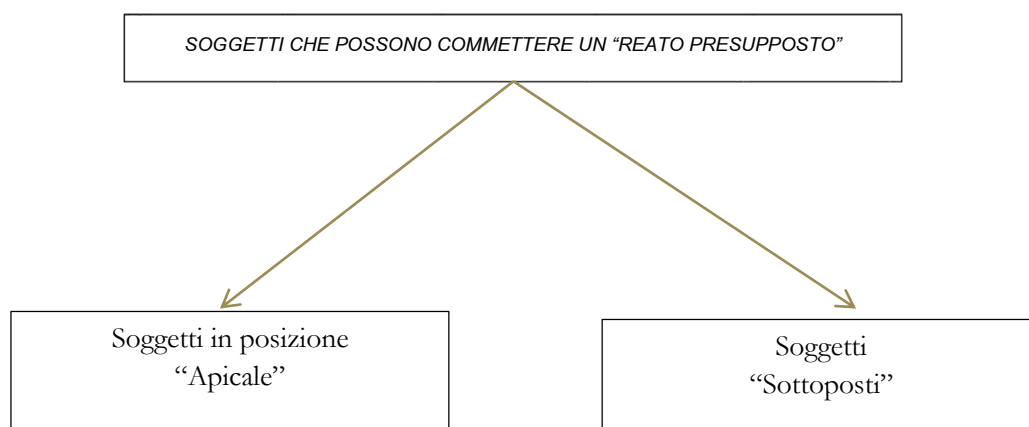 SOGGETTI CHE POSSONO COMMETTERE UN “REATO PRESUPPOSTO”
Soggetti in posizione
“Apicale”
Soggetti
“Sottoposti”